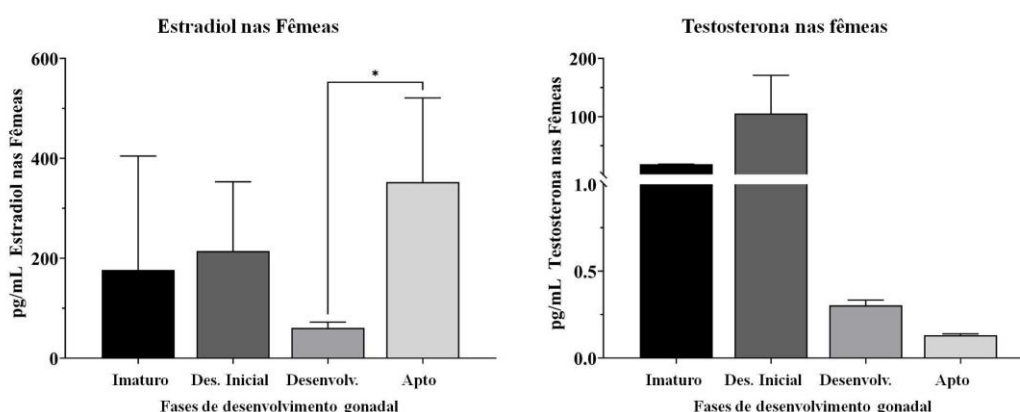 Estradiol nas Fêmeas
pg/mL Estradiol nas Fêmeas
600
400
200
0
*
Imaturo Des. Inicial Desenvolv. Apto
Fases de desenvolvimento gonadal
Testosterona nas fêmeas
pg/mL Testosterona nas Fêmeas
200
100
1.0
0.5
0.0
Imaturo Des. Inicial Desenvolv. Apto
Fases de desenvolvimento gonadal